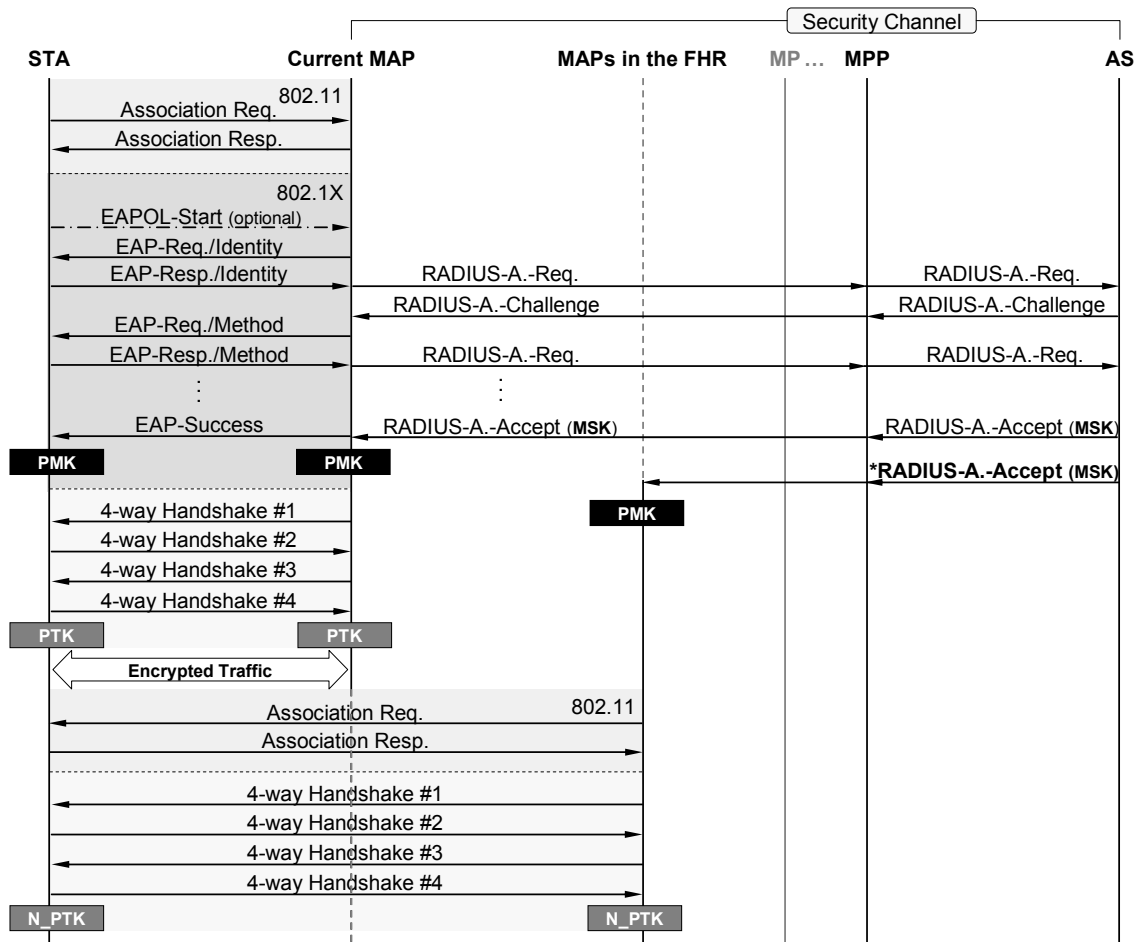 Security Channel
STA Current MAP MAPs in the FHR MP ... MPP AS
802.11
Association Req.
Association Resp.
802.1X
EAPOL-Start (optional)
EAP-Req./Identity
EAP-Resp./Identity RADIUS-A.-Req. RADIUS-A.-Req.
RADIUS-A.-Challenge RADIUS-A.-Challenge
EAP-Req./Method
EAP-Resp./Method RADIUS-A.-Req. RADIUS-A.-Req.
EAP-Success RADIUS-A.-Accept (MSK) RADIUS-A.-Accept (MSK)
PMK PMK *RADIUS-A.-Accept (MSK)
4-way Handshake #1 PMK
4-way Handshake #2
4-way Handshake #3
4-way Handshake #4
PTK PTK
Encrypted Traffic
802.11
Association Req.
Association Resp.
4-way Handshake #1
4-way Handshake #2
4-way Handshake #3
4-way Handshake #4
N_PTK N_PTK